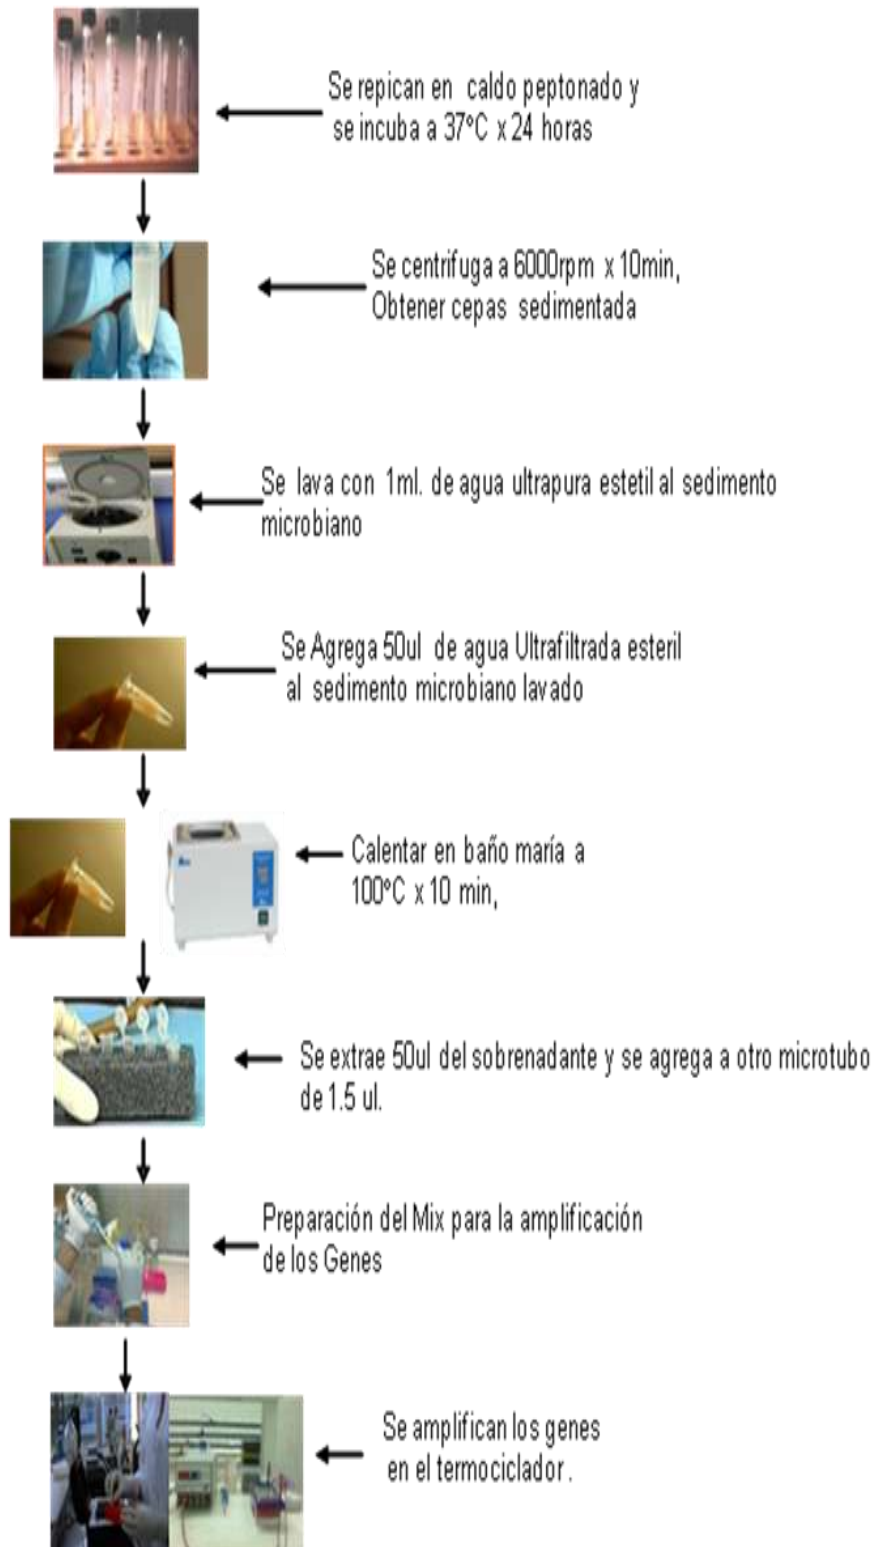 Se repican en caldo peptonado y
se incuba a 37°C x 24 horas
Se centrifuga a 6000rpm x 10min,
Obtener cepas sedimentada
Se lava con 1ml. de agua ultrapura estetil al sedimento
microbiano
Se Agrega 50ul de agua Ultrafiltrada esteril
al sedimento microbiano lavado
Calentar en baño maría a
100°C x 10 min,
Se extrae 50ul del sobrenadante y se agrega a otro microtubo
de 1.5 ul.
Preparación del Mix para la amplificación
de los Genes
Se amplifican los genes
en el termociclador.